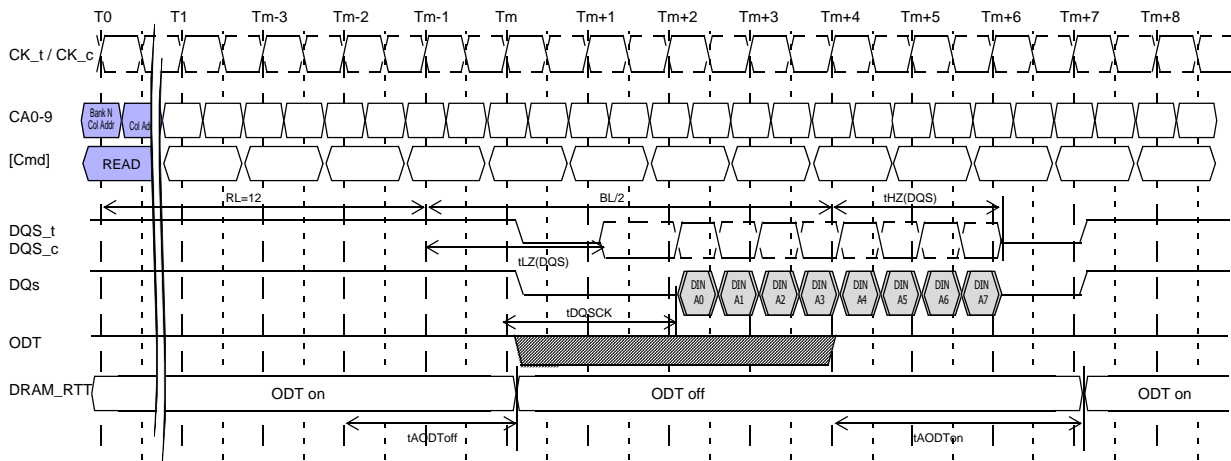 T0 T1 Tm-3 Tm-2 Tm-1 Tm Tm+1 Tm+2 Tm+3 Tm+4 Tm+5 Tm+6 Tm+7 Tm+8
CK_t / CK_c
CA0-9
Bank N
Col Addr
Col Ad
[Cmd]
READ
RL=12
BL/2
tHZ(DQS)
DQS_t
DQS_c
tLZ(DQS)
DQs
DIN A0
DIN A1
DIN A2
DIN A3
DIN A4
DIN A5
DIN A6
DIN A7
tDQSCK
ODT
DRAM_RTT
ODT on
ODT off
ODT on
tAODToff
tAODTon